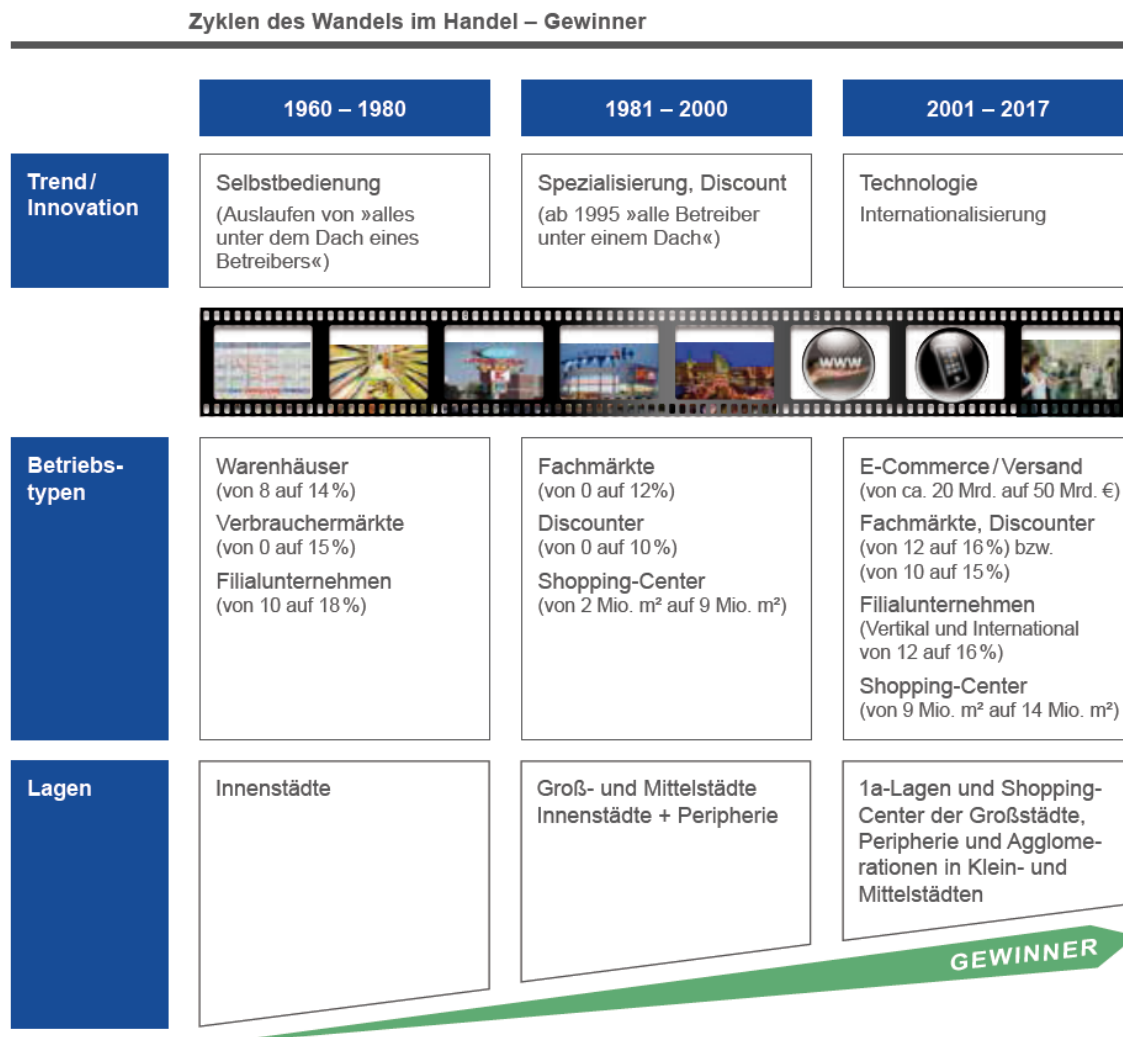 Zyklen des Wandels im Handel – Gewinner
1960 – 1980
1981 – 2000
2001 – 2017
Trend/
Innovation
Selbstbedienung
(Auslaufen von »alles
unter dem Dach eines
Betreibers«)
Spezialisierung, Discount
(ab 1995 »alle Betreiber
unter einem Dach«)
Technologie
Internationalisierung
www
Betriebs-
typen
Warenhäuser
(von 8 auf 14%)
Verbrauchermärkte
(von 0 auf 15%)
Filialunternehmen
(von 10 auf 18%)
Fachmärkte
(von 0 auf 12%)
Discounter
(von 0 auf 10%)
Shopping-Center
(von 2 Mio. m² auf 9 Mio. m²)
E-Commerce/Versand
(von ca. 20 Mrd. auf 50 Mrd. €)
Fachmärkte, Discounter
(von 12 auf 16%) bzw.
(von 10 auf 15%)
Filialunternehmen
(Vertikal und International
von 12 auf 16%)
Shopping-Center
(von 9 Mio. m² auf 14 Mio. m²)
Lagen
Innenstädte
Groß- und Mittelstädte
Innenstädte + Peripherie
1a-Lagen und Shopping-
Center der Großstädte,
Peripherie und Agglome-
rationen in Klein- und
Mittelstädten
GEWINNER